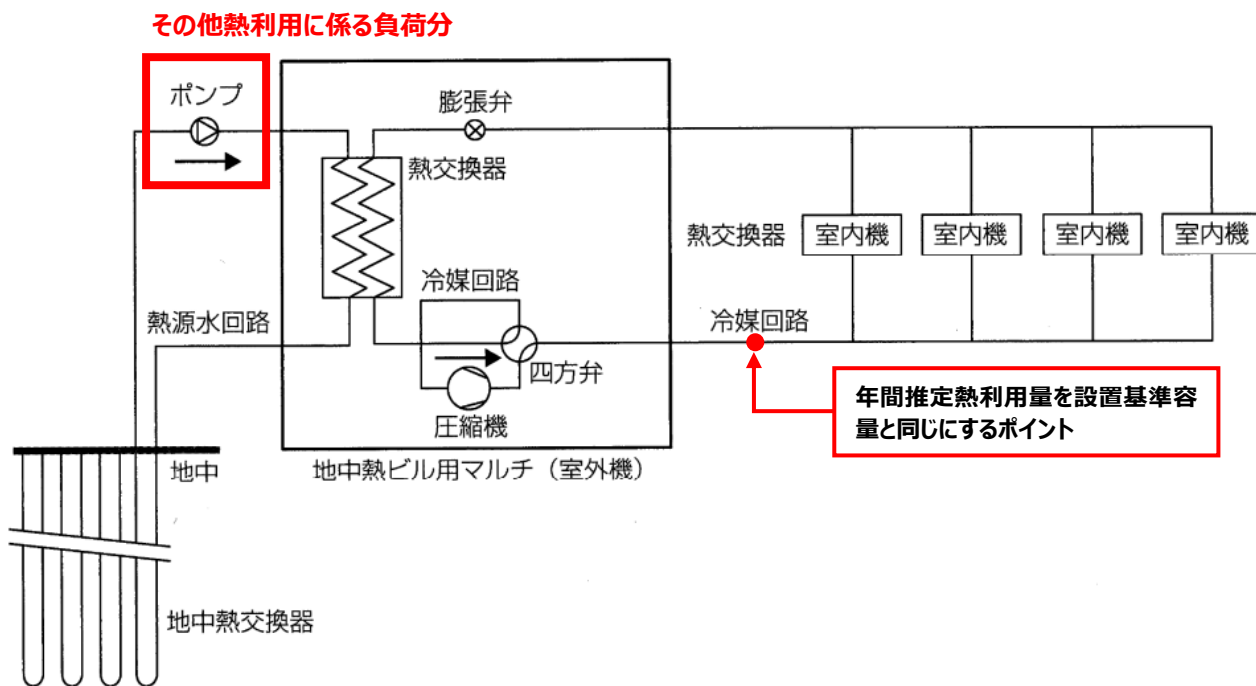 その他熱利用に係る負荷分
ポンプ
膨張弁
熱交換器
熱交換器
室内機
室内機
室内機
室内機
冷媒回路
熱源水回路
冷媒回路
四方弁
圧縮機
年間推定熱利用量を設置基準容
量と同じにするポイント
地中
地中熱ビル用マルチ（室外機）
地中熱交換器